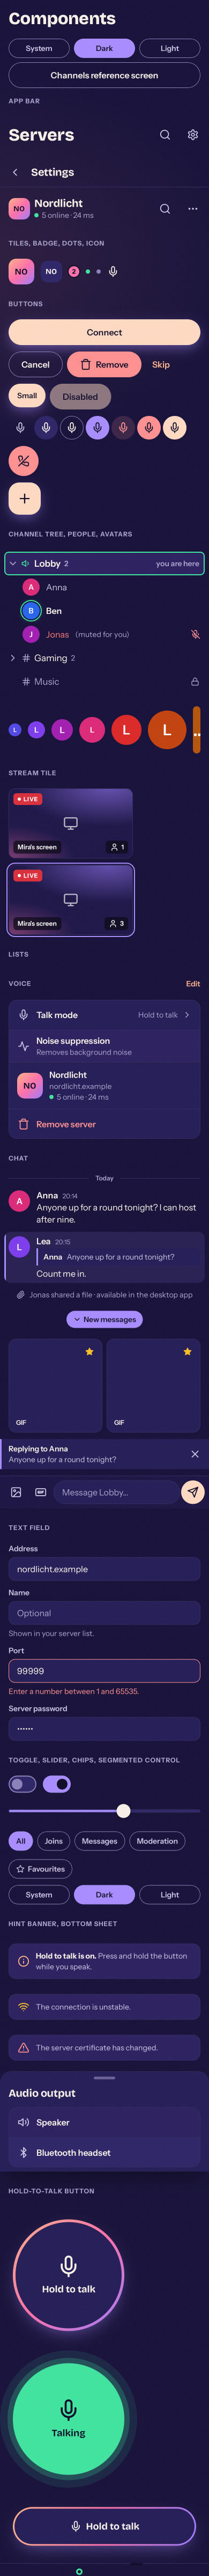 Components
System Dark Light
Channels reference screen
APP BAR
Servers
Settings
NO Nordlicht
5 online · 24 ms
TILES, BADGE, DOTS, ICON
NO NO 2
BUTTONS
Connect
Cancel Remove Skip
Small Disabled
CHANNEL TREE, PEOPLE, AVATARS
Lobby 2 you are here
A Anna
B Ben
J Jonas (muted for you)
# Gaming 2
# Music
L L L L L L
STREAM TILE
LIVE
Mira's screen 1
LIVE
Mira's screen 3
LISTS
VOICE Edit
Talk mode Hold to talk
Noise suppression
Removes background noise
NO Nordlicht
nordlicht.example
5 online · 24 ms
Remove server
CHAT
Today
A Anna 20:14
Anyone up for a round tonight? I can host
after nine.
L Lea 20:15
Anna Anyone up for a round tonight?
Count me in.
Jonas shared a file · available in the desktop app
New messages
GIF GIF
Replying to Anna
Anyone up for a round tonight?
GIF Message Lobby…
TEXT FIELD
Address
nordlicht.example
Name
Optional
Shown in your server list.
Port
99999
Enter a number between 1 and 65535.
Server password
••••••
TOGGLE, SLIDER, CHIPS, SEGMENTED CONTROL
All Joins Messages Moderation
Favourites
System Dark Light
HINT BANNER, BOTTOM SHEET
Hold to talk is on. Press and hold the button
while you speak.
The connection is unstable.
The server certificate has changed.
Audio output
Speaker
Bluetooth headset
HOLD-TO-TALK BUTTON
Hold to talk
Talking
Hold to talk